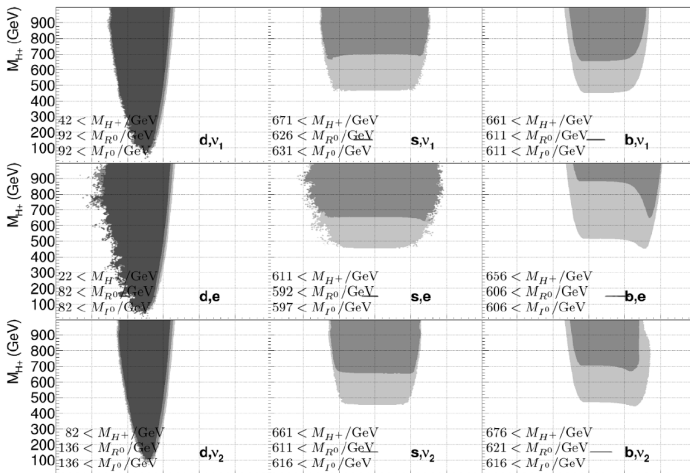 M_{H+} (GeV)
900
800
700
600
500
400
300
200
100
42 < M_{H+}/GeV
92 < M_{R^0}/GeV
92 < M_{I^0}/GeV
d,ν₁
671 < M_{H+}/GeV
626 < M_{R^0}/GeV
631 < M_{I^0}/GeV
s,ν₁
661 < M_{H+}/GeV
611 < M_{R^0}/GeV
611 < M_{I^0}/GeV
b,ν₁
M_{H+} (GeV)
900
800
700
600
500
400
300
200
100
22 < M_{H+}/GeV
82 < M_{R^0}/GeV
82 < M_{I^0}/GeV
d,e
611 < M_{H+}/GeV
592 < M_{R^0}/GeV
597 < M_{I^0}/GeV
s,e
656 < M_{H+}/GeV
606 < M_{R^0}/GeV
606 < M_{I^0}/GeV
b,e
M_{H+} (GeV)
900
800
700
600
500
400
300
200
100
82 < M_{H+}/GeV
136 < M_{R^0}/GeV
136 < M_{I^0}/GeV
d,ν₂
661 < M_{H+}/GeV
611 < M_{R^0}/GeV
616 < M_{I^0}/GeV
s,ν₂
676 < M_{H+}/GeV
621 < M_{R^0}/GeV
616 < M_{I^0}/GeV
b,ν₂